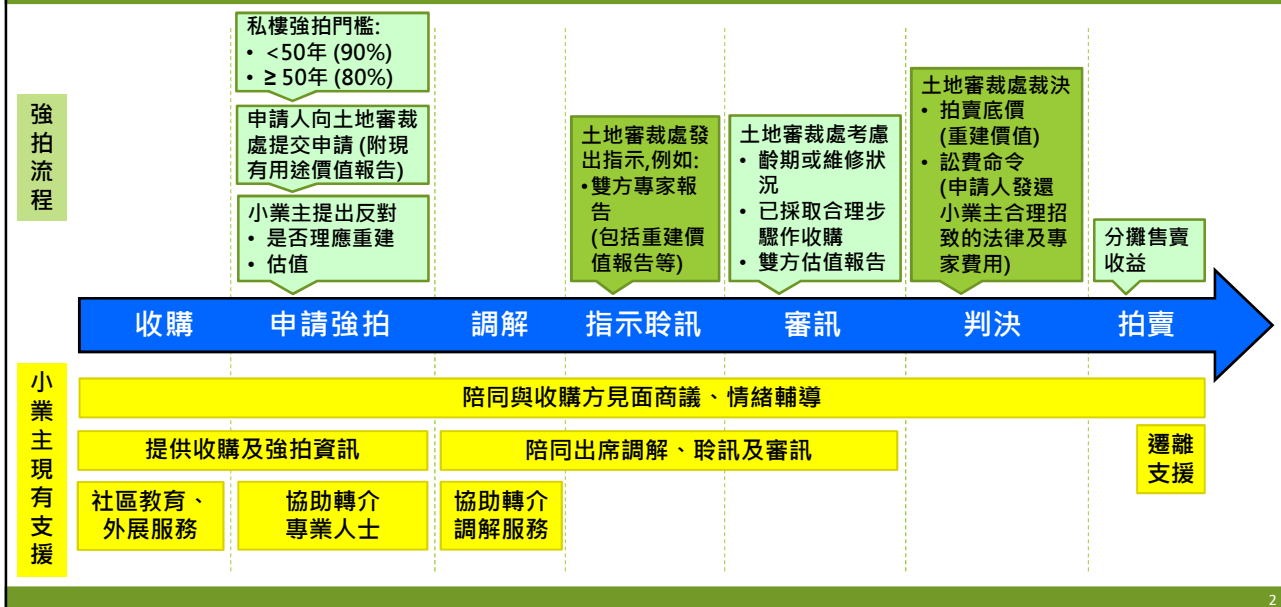 強
拍
流
程
私樓強拍門檻:
• <50年 (90%)
• ≥ 50年 (80%)
申請人向土地審裁
處提交申請 (附現
有用途價值報告)
小業主提出反對
• 是否理應重建
• 估值
土地審裁處發
出指示,例如:
• 雙方專家報
告
(包括重建價
值報告等)
土地審裁處考慮
• 齡期或維修狀
況
• 已採取合理步
驟作收購
• 雙方估值報告
土地審裁處裁決
• 拍賣底價
(重建價值)
• 訟費命令
(申請人發還
小業主合理招
致的法律及專
家費用)
分攤售賣
收益
收購
申請強拍
調解
指示聆訊
審訊
判決
拍賣
小
業
主
現
有
支
援
陪同與收購方見面商議、情緒輔導
提供收購及強拍資訊
陪同出席調解、聆訊及審訊
遷離
支援
社區教育、
外展服務
協助轉介
專業人士
協助轉介
調解服務
2